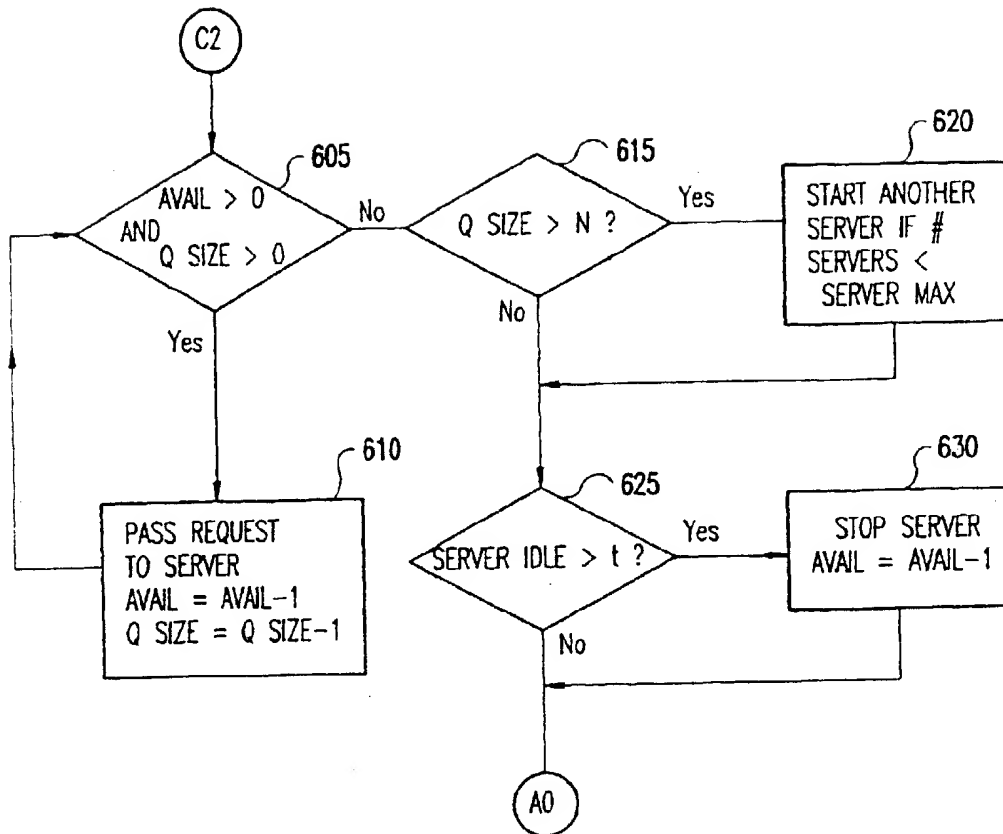 C2
605
AVAIL > 0
AND
Q SIZE > 0
No
Yes
615
Q SIZE > N ?
Yes
No
620
START ANOTHER
SERVER IF #
SERVERS <
SERVER MAX
610
PASS REQUEST
TO SERVER
AVAIL = AVAIL-1
Q SIZE = Q SIZE-1
625
SERVER IDLE > t ?
Yes
No
630
STOP SERVER
AVAIL = AVAIL-1
A0